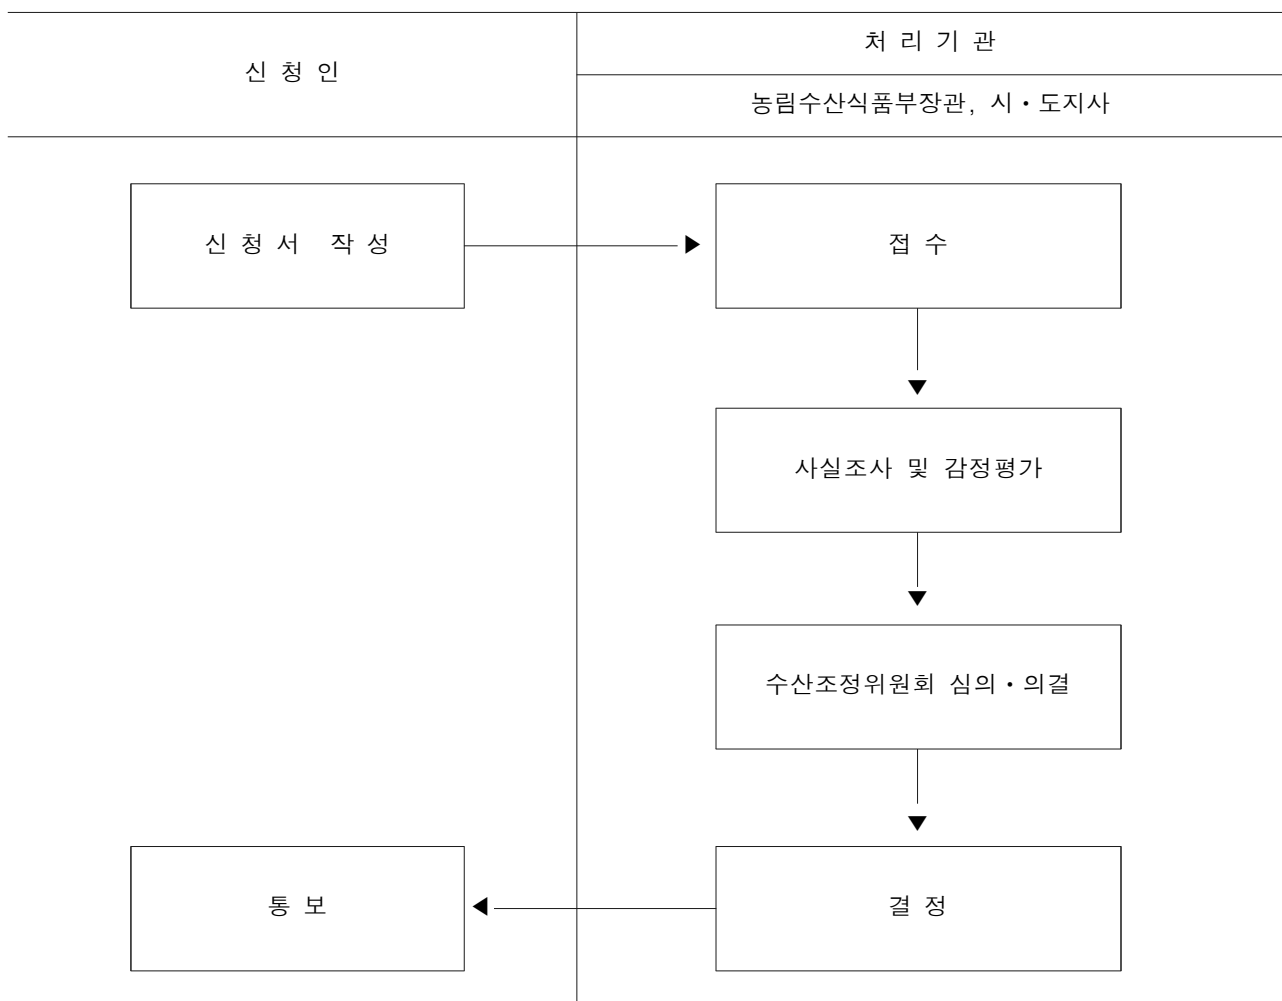 신 청 인
처 리 기 관
농림수산식품부장관, 시・도지사
신 청 서 작 성
접 수
사실조사 및 감정평가
수산조정위원회 심의・의결
통 보
결 정